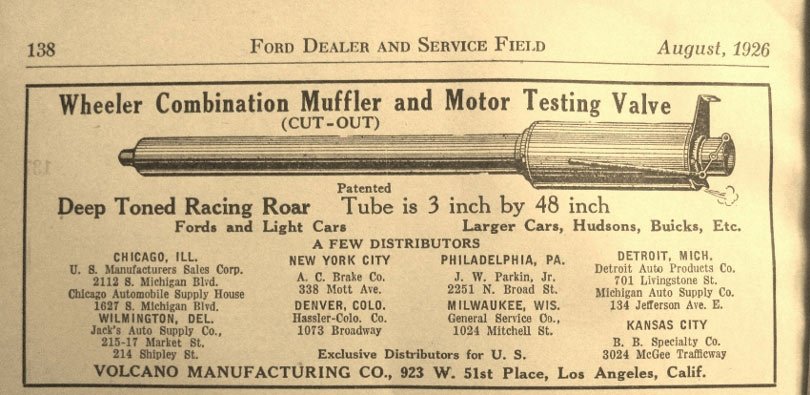 138 FORD DEALER AND SERVICE FIELD August, 1926
Wheeler Combination Muffler and Motor Testing Valve
(CUT-OUT)
Patented
Deep Toned Racing Roar Tube is 3 inch by 48 inch
Fords and Light Cars Larger Cars, Hudsons, Buicks, Etc.
A FEW DISTRIBUTORS
CHICAGO, ILL.
U. S. Manufacturers Sales Corp.
2112 S. Michigan Blvd.
Chicago Automobile Supply House
1627 S. Michigan Blvd.
WILMINGTON, DEL.
Jack's Auto Supply Co.,
215-17 Market St.
214 Shipley St.
NEW YORK CITY
A. C. Brake Co.
338 Mott Ave.
DENVER, COLO.
Hassler-Colo. Co.
1073 Broadway
PHILADELPHIA, PA.
J. W. Parkin, Jr.
2251 N. Broad St.
MILWAUKEE, WIS.
General Service Co.,
1024 Mitchell St.
DETROIT, MICH.
Detroit Auto Products Co.
701 Livingstone St.
Michigan Auto Supply Co.
134 Jefferson Ave. E.
KANSAS CITY
B. B. Specialty Co.
3024 McGee Trafficway
Exclusive Distributors for U. S.
VOLCANO MANUFACTURING CO., 923 W. 51st Place, Los Angeles, Calif.